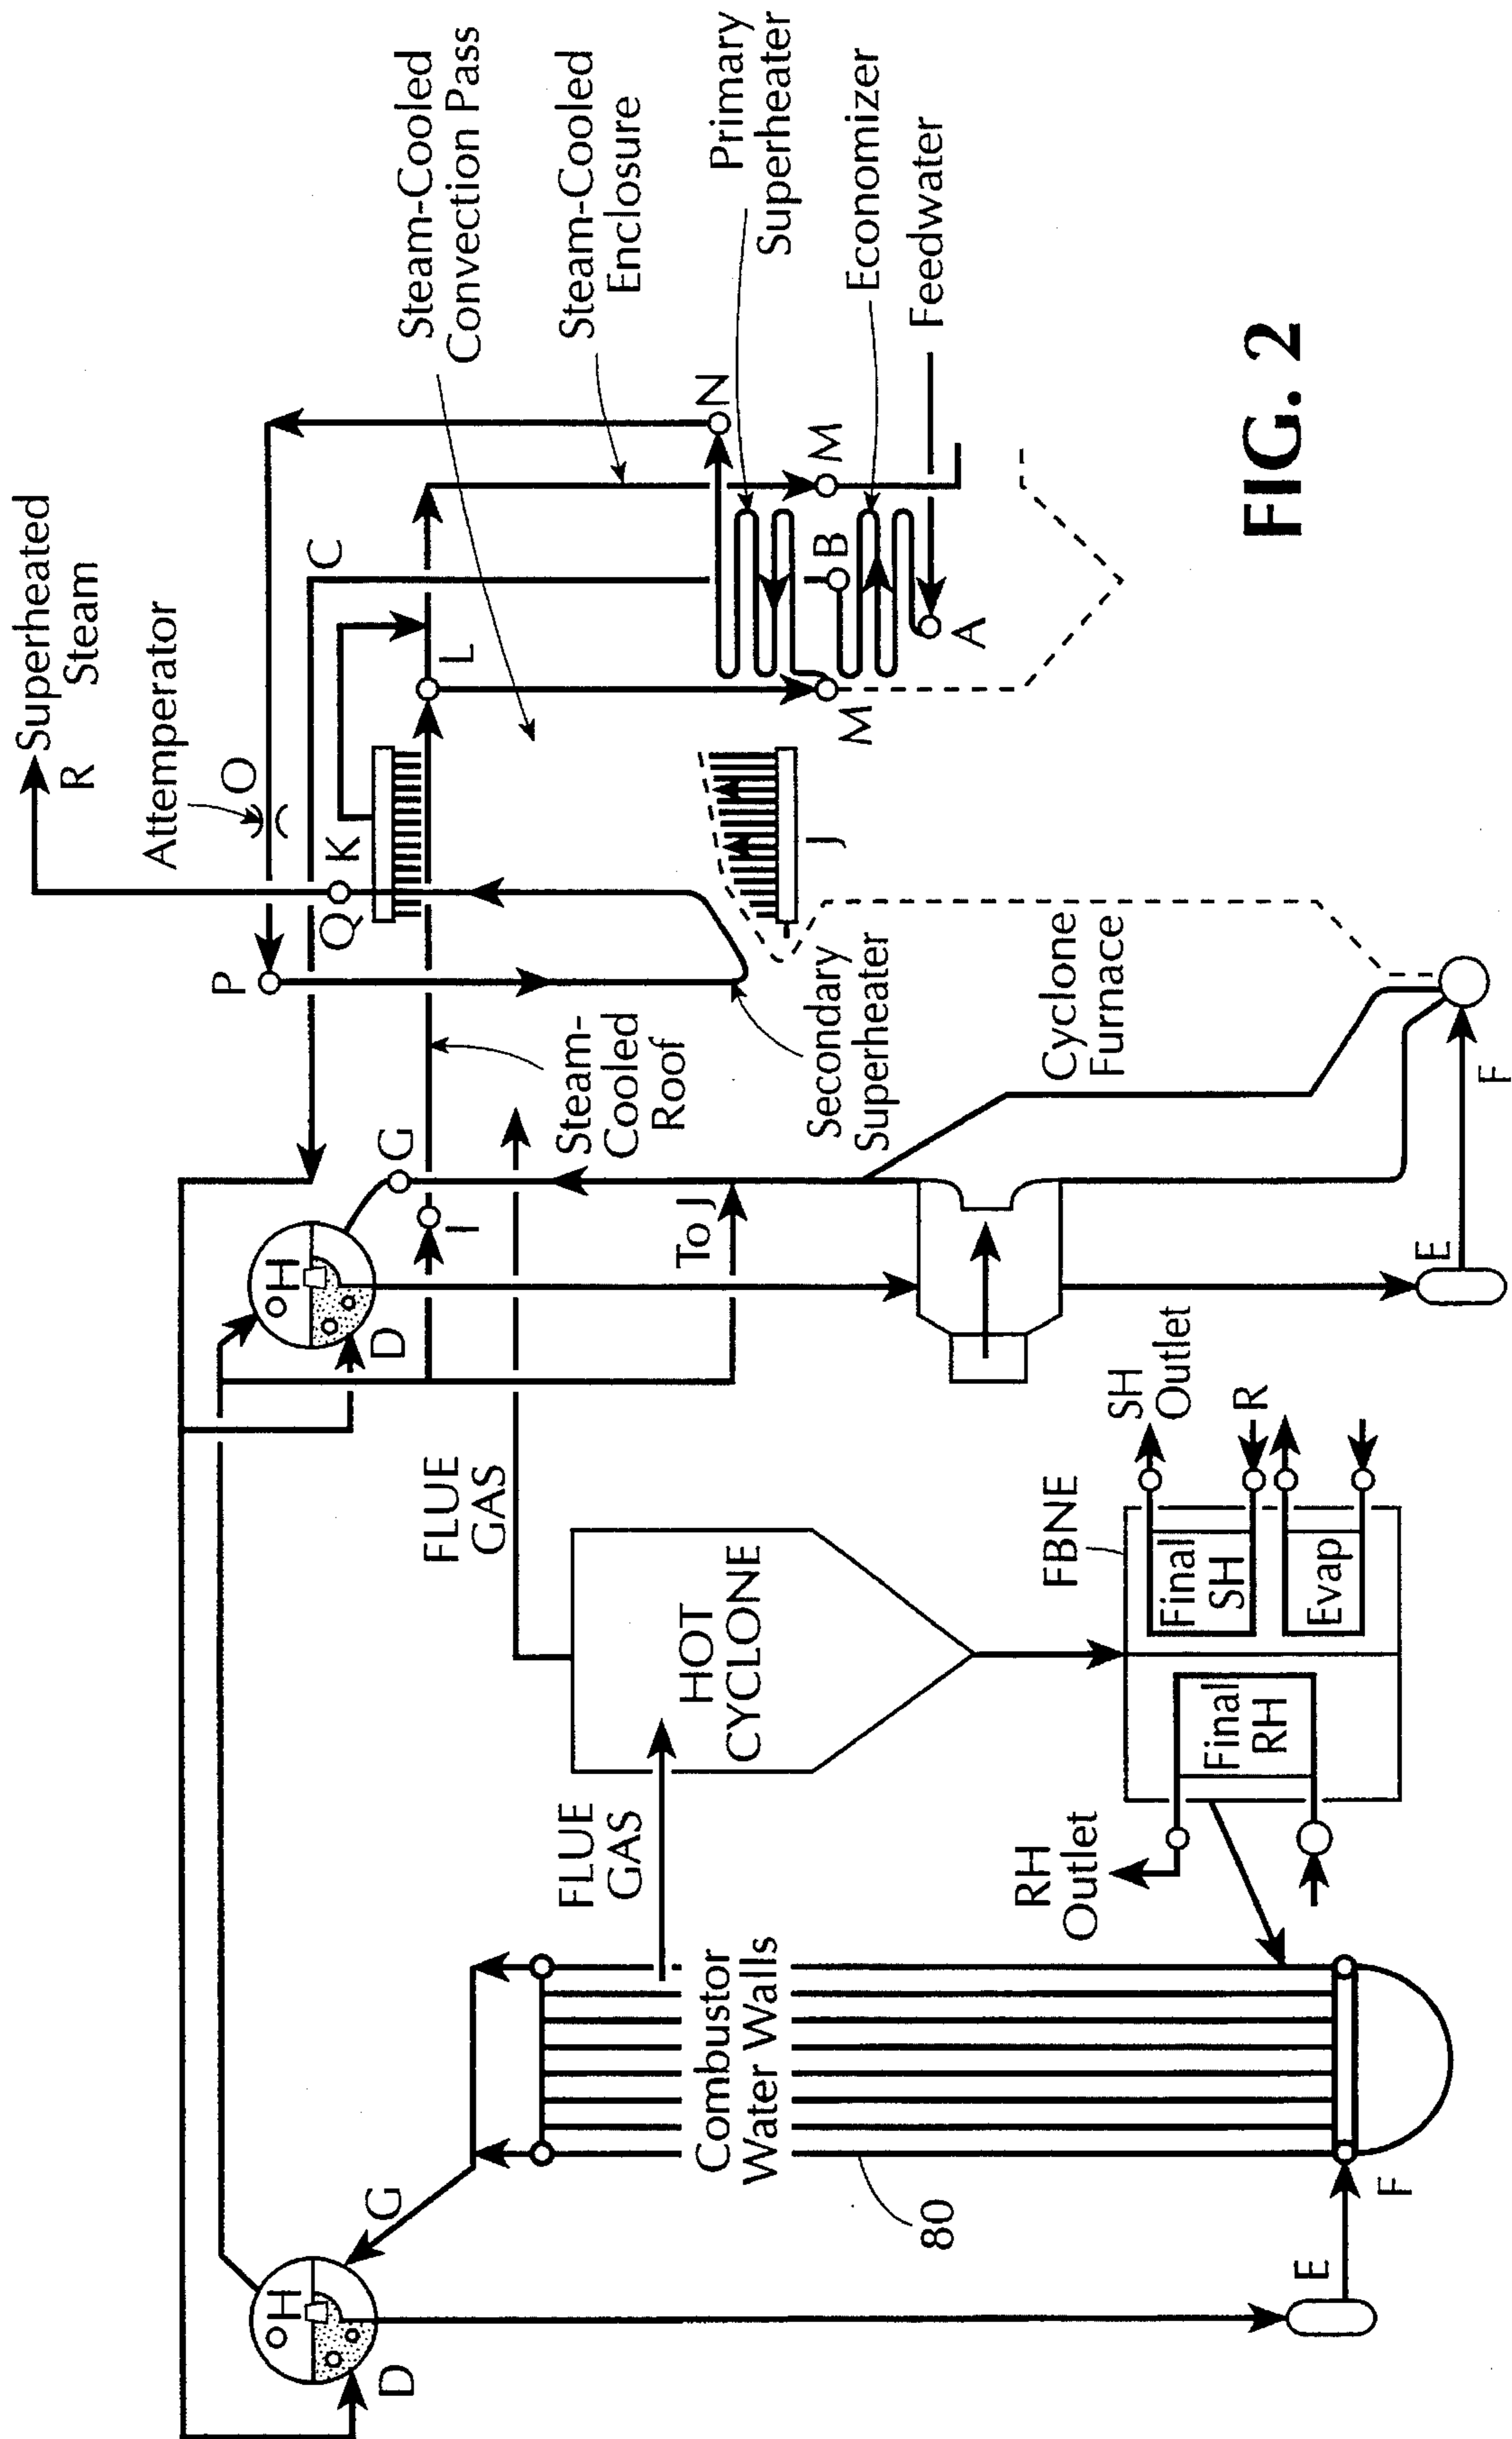 Superheated
R Steam
Attemperator
O
P
Q
K
C
L
N
M
M
B
A
J
Steam-Cooled
Convection Pass
Steam-Cooled
Enclosure
Primary
Superheater
Economizer
Feedwater
Steam-
Cooled
Roof
Secondary
Superheater
Cyclone
Furnace
G
H
D
I
To J
E
F
FLUE
GAS
HOT
CYCLONE
FLUE
GAS
FBNE
SH
Outlet
R
Final
SH
Evap
Final
RH
RH
Outlet
Combustor
Water Walls
80
G
H
D
E
F
FIG. 2